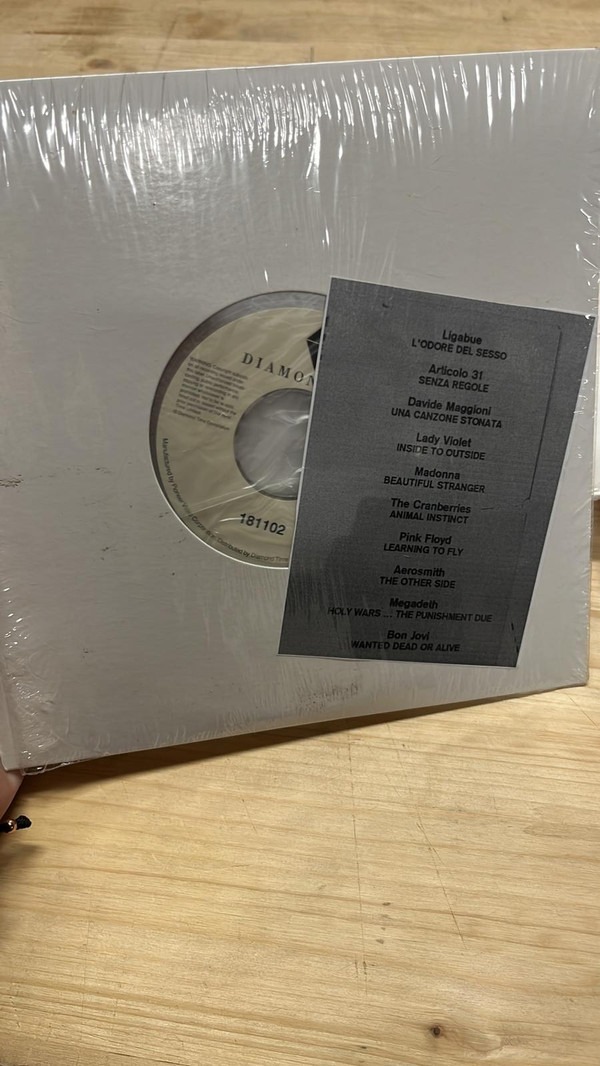 DIAMON
181102
Ligabue
L'ODORE DEL SESSO
Articolo 31
SENZA REGOLE
Davide Maggioni
UNA CANZONE STONATA
Lady Violet
INSIDE TO OUTSIDE
Madonna
BEAUTIFUL STRANGER
The Cranberries
ANIMAL INSTINCT
Pink Floyd
LEARNING TO FLY
Aerosmith
THE OTHER SIDE
Megadeth
HOLY WARS ... THE PUNISHMENT DUE
Bon Jovi
WANTED DEAD OR ALIVE